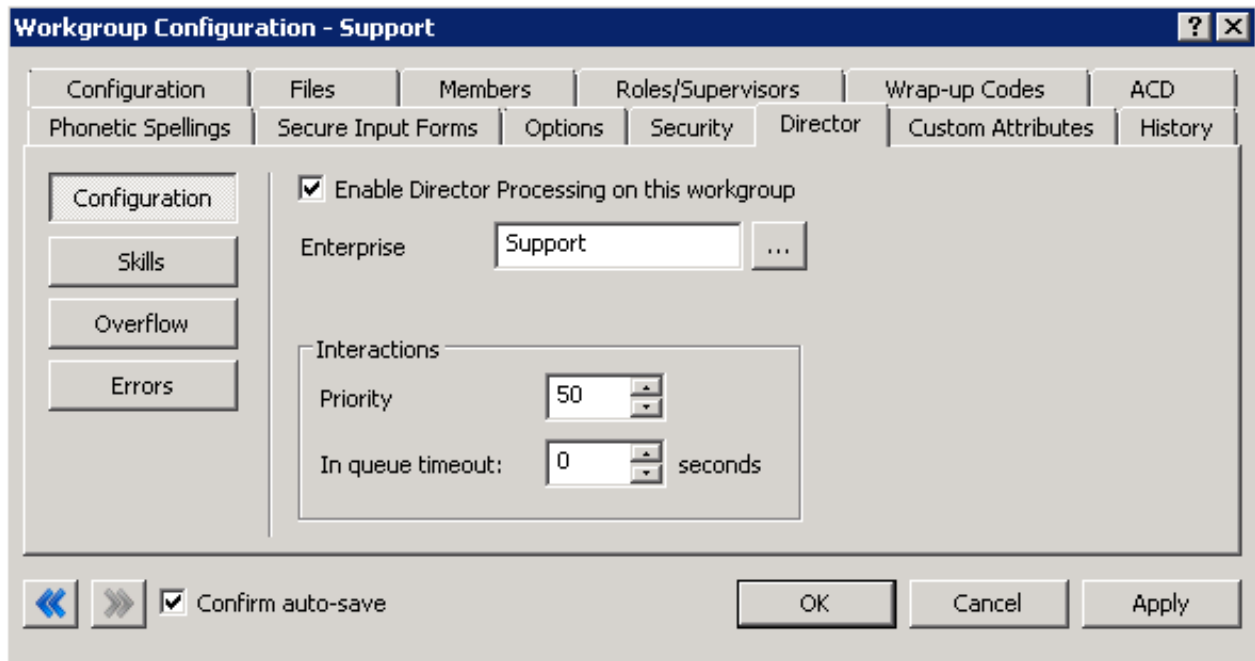 Workgroup Configuration - Support
Configuration Files Members Roles/Supervisors Wrap-up Codes ACD
Phonetic Spellings Secure Input Forms Options Security Director Custom Attributes History
Configuration
Skills
Overflow
Errors
Enable Director Processing on this workgroup
Enterprise Support ...
Interactions
Priority 50
In queue timeout: 0 seconds
Confirm auto-save OK Cancel Apply